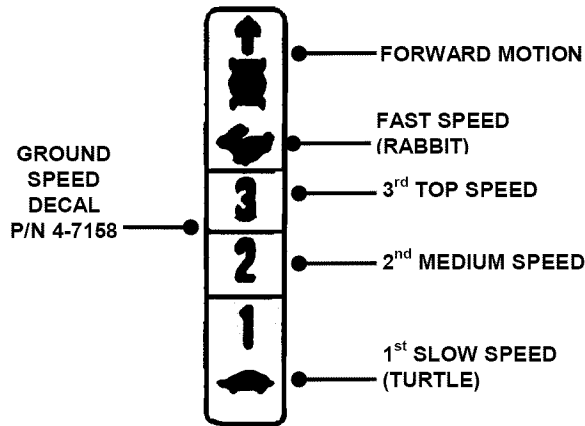 FORWARD MOTION
FAST SPEED
(RABBIT)
GROUND
SPEED
DECAL
P/N 4-7158
3
3rd TOP SPEED
2
2nd MEDIUM SPEED
1
1st SLOW SPEED
(TURTLE)